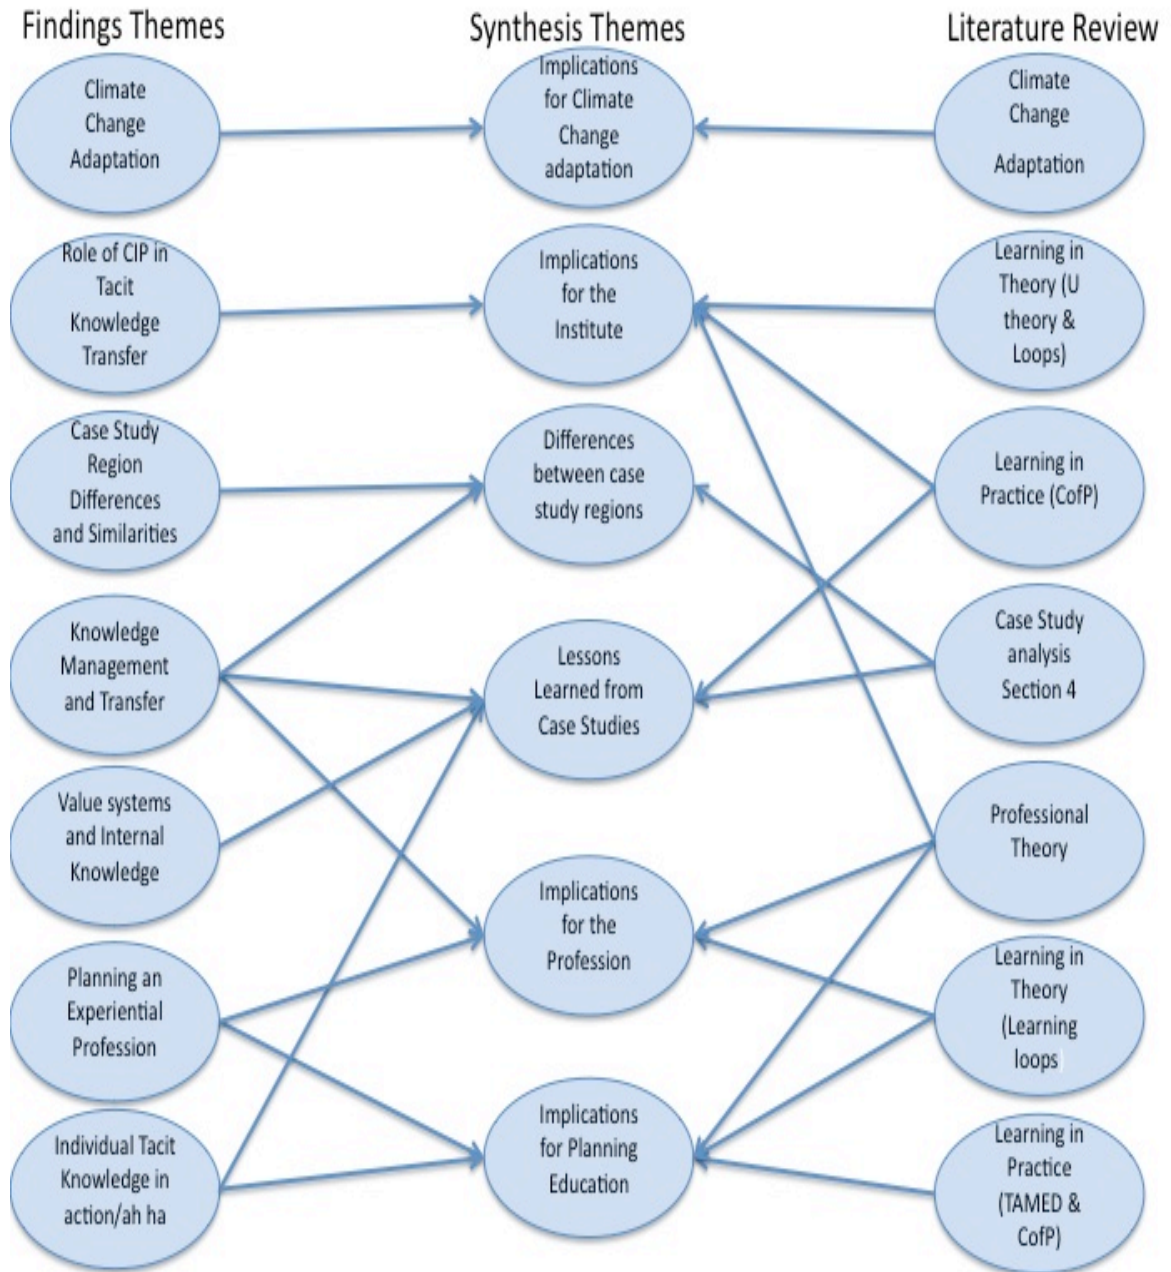 Findings Themes
Synthesis Themes
Literature Review
Climate
Change
Adaptation
Role of CIP in
Tacit
Knowledge
Transfer
Case Study
Region
Differences
and Similarities
Knowledge
Management
and Transfer
Value systems
and Internal
Knowledge
Planning an
Experiential
Profession
Individual Tacit
Knowledge in
action/ah ha
Implications
for Climate
Change
adaptation
Implications
for the
Institute
Differences
between case
study regions
Lessons
Learned from
Case Studies
Implications
for the
Profession
Implications
for Planning
Education
Climate
Change
Adaptation
Learning in
Theory (U
theory &
Loops)
Learning in
Practice (CofP)
Case Study
analysis
Section 4
Professional
Theory
Learning in
Theory
(Learning
loops)
Learning in
Practice
(TAMED &
CofP)